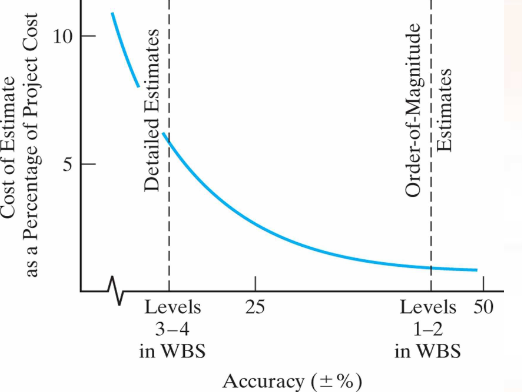 Cost of Estimate
as a Percentage of Project Cost
10
5
Detailed Estimates
Order-of-Magnitude
Estimates
Levels
3–4
in WBS
25
Levels
1–2
in WBS
50
Accuracy (±%)